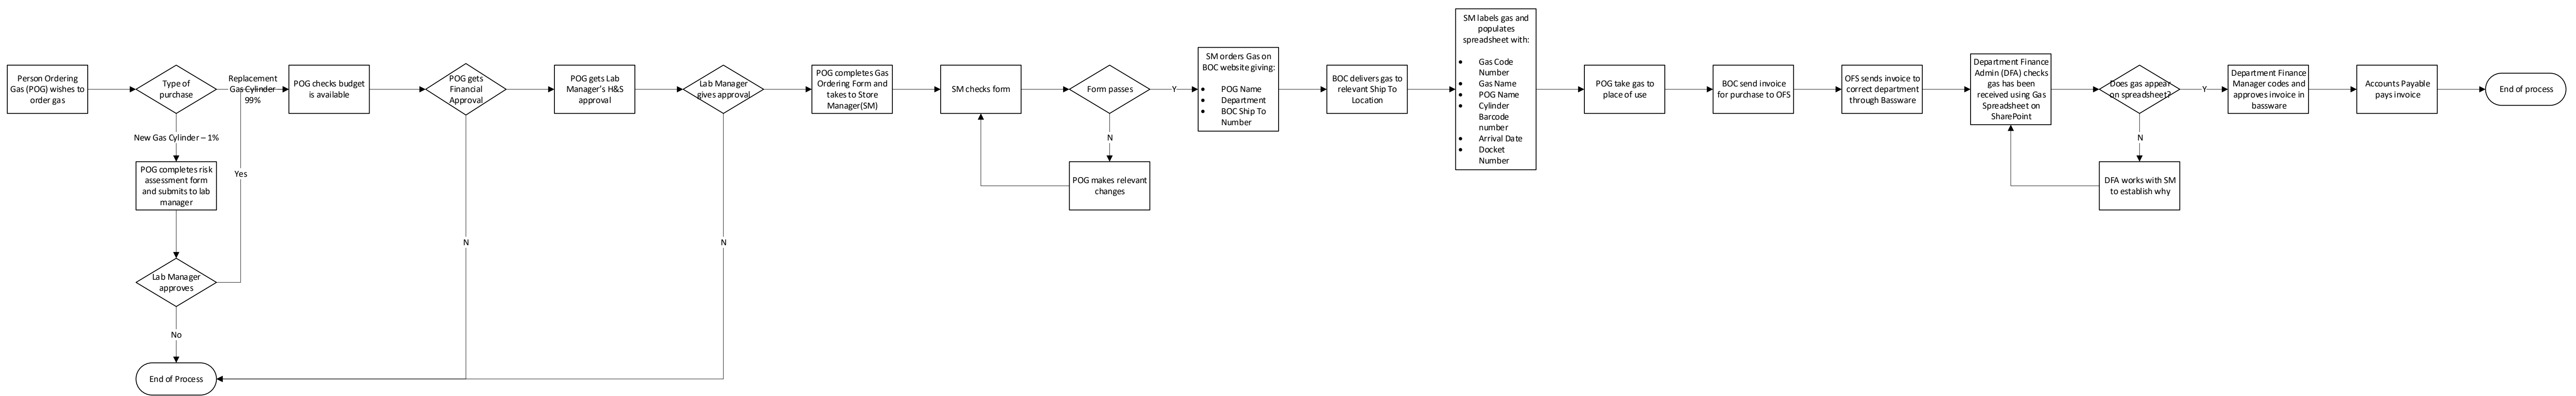 Person Ordering
Gas (POG) wishes to
order gas
Type of
purchase
Replacement
Gas Cylinder
99%
New Gas Cylinder – 1%
POG completes risk
assessment form
and submits to lab
manager
Yes
Lab Manager
approves
No
End of Process
POG checks budget
is available
POG gets
Financial
Approval
N
POG gets Lab
Manager's H&S
approval
Lab Manager
gives approval
N
POG completes Gas
Ordering Form and
takes to Store
Manager(SM)
SM checks form
Form passes
Y
N
POG makes relevant
changes
SM orders Gas on
BOC website giving:
• POG Name
• Department
• BOC Ship To
Number
BOC delivers gas to
relevant Ship To
Location
SM labels gas and
populates
spreadsheet with:
• Gas Code
Number
• Gas Name
• POG Name
• Cylinder
Barcode
number
• Arrival Date
• Docket
Number
POG take gas to
place of use
BOC send invoice
for purchase to OFS
OFS sends invoice to
correct department
through Bassware
Department Finance
Admin (DFA) checks
gas has been
received using Gas
Spreadsheet on
SharePoint
Does gas appear
on spreadsheet?
Y
N
DFA works with SM
to establish why
Department Finance
Manager codes and
approves invoice in
bassware
Accounts Payable
pays invoice
End of process